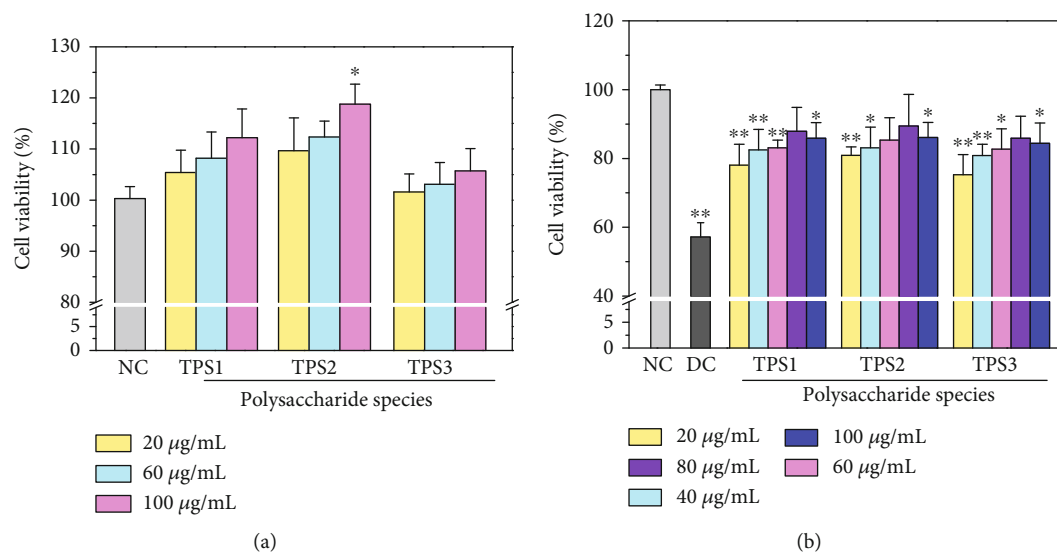 130
120
110
100
90
80
5
0
Cell viability (%)
*
NC TPS1 TPS2 TPS3
Polysaccharide species
20 μg/mL
60 μg/mL
100 μg/mL
(a)
120
100
80
60
40
5
0
Cell viability (%)
** ** ** ** * ** * * ** ** * *
NC DC TPS1 TPS2 TPS3
Polysaccharide species
20 μg/mL 100 μg/mL
80 μg/mL 60 μg/mL
40 μg/mL
(b)